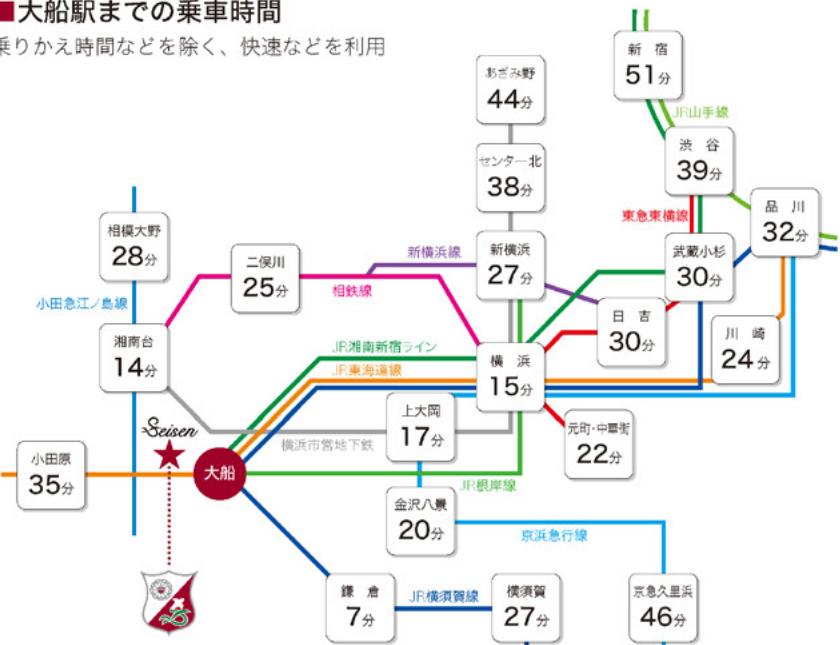 ■大船駅までの乗車時間
乗りかえ時間などを除く、快速などを利用
新宿
51分
あざみ野
44分
JR山手線
渋谷
39分
センター北
38分
東急東横線
品川
32分
相模大野
28分
新横浜線
新横浜
27分
武蔵小杉
30分
二俣川
25分
相鉄線
小田急江ノ島線
日吉
30分
川崎
24分
湘南台
14分
JR湘南新宿ライン
JR東海道線
横浜
15分
上大岡
17分
元町・中華街
22分
Seisen
横浜市営地下鉄
小田原
35分
大船
JR根岸線
金沢八景
20分
京浜急行線
鎌倉
7分
JR横須賀線
横須賀
27分
京急久里浜
46分